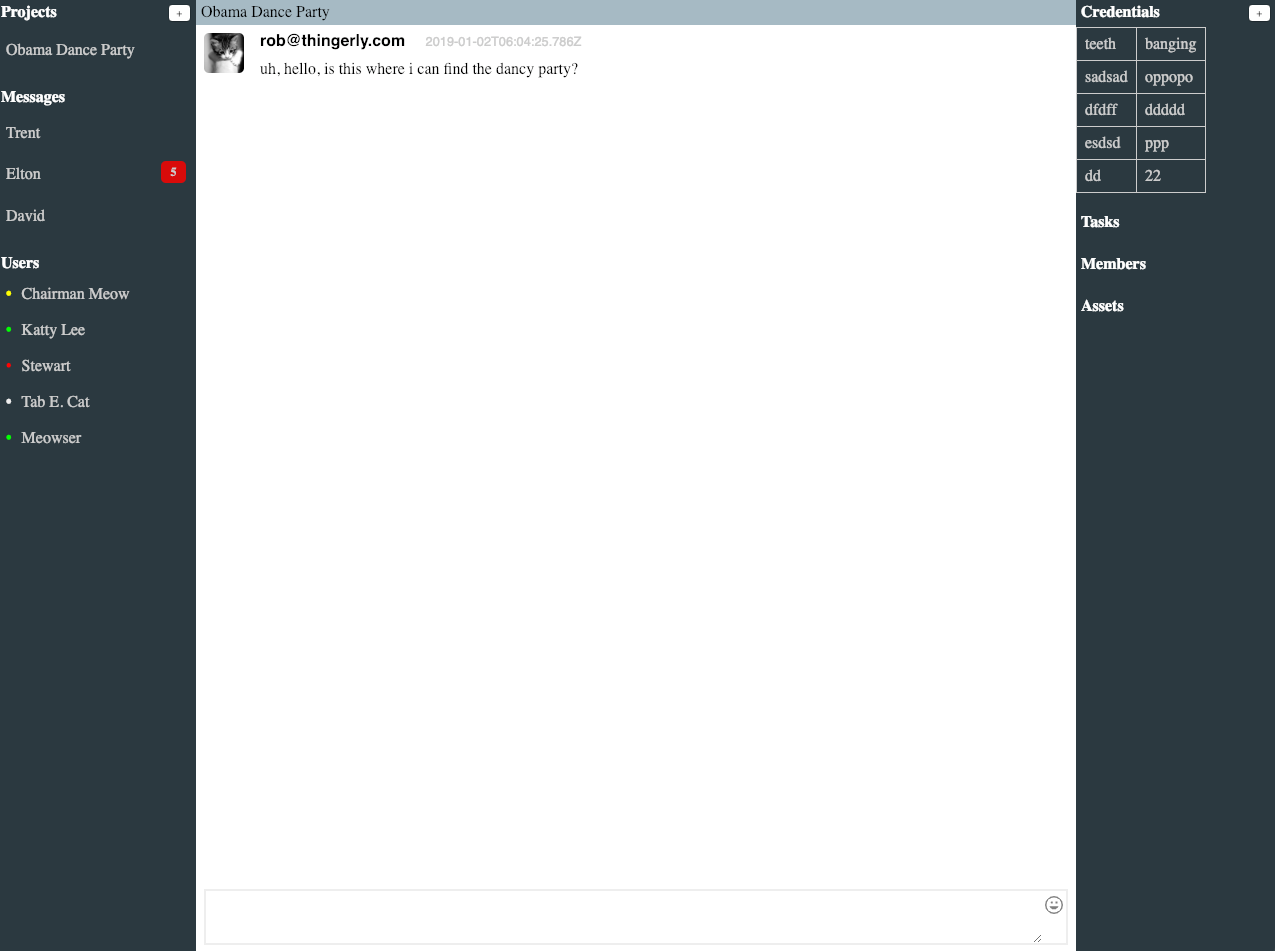 Projects +
Obama Dance Party
Messages
Trent
Elton 5
David
Users
Chairman Meow
Katty Lee
Stewart
Tab E. Cat
Meowser
Obama Dance Party
rob@thingerly.com 2019-01-02T06:04:25.786Z
uh, hello, is this where i can find the dancy party?
Credentials +
teeth banging
sadsad oppopo
dfdff ddddd
esdsd ppp
dd 22
Tasks
Members
Assets